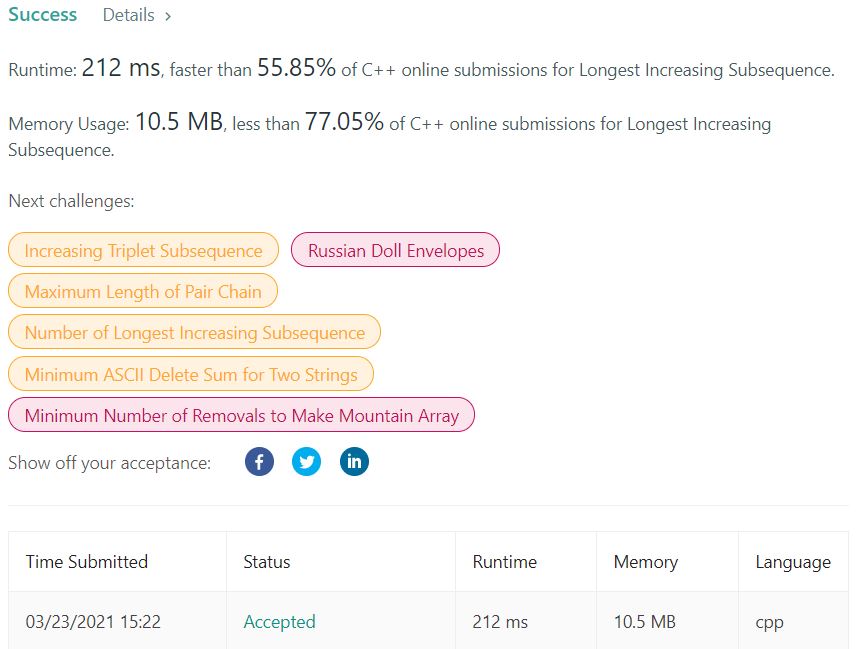 Success Details >
Runtime: 212 ms, faster than 55.85% of C++ online submissions for Longest Increasing Subsequence.
Memory Usage: 10.5 MB, less than 77.05% of C++ online submissions for Longest Increasing
Subsequence.
Next challenges:
Increasing Triplet Subsequence Russian Doll Envelopes
Maximum Length of Pair Chain
Number of Longest Increasing Subsequence
Minimum ASCII Delete Sum for Two Strings
Minimum Number of Removals to Make Mountain Array
Show off your acceptance: f in
Time Submitted Status Runtime Memory Language
03/23/2021 15:22 Accepted 212 ms 10.5 MB cpp